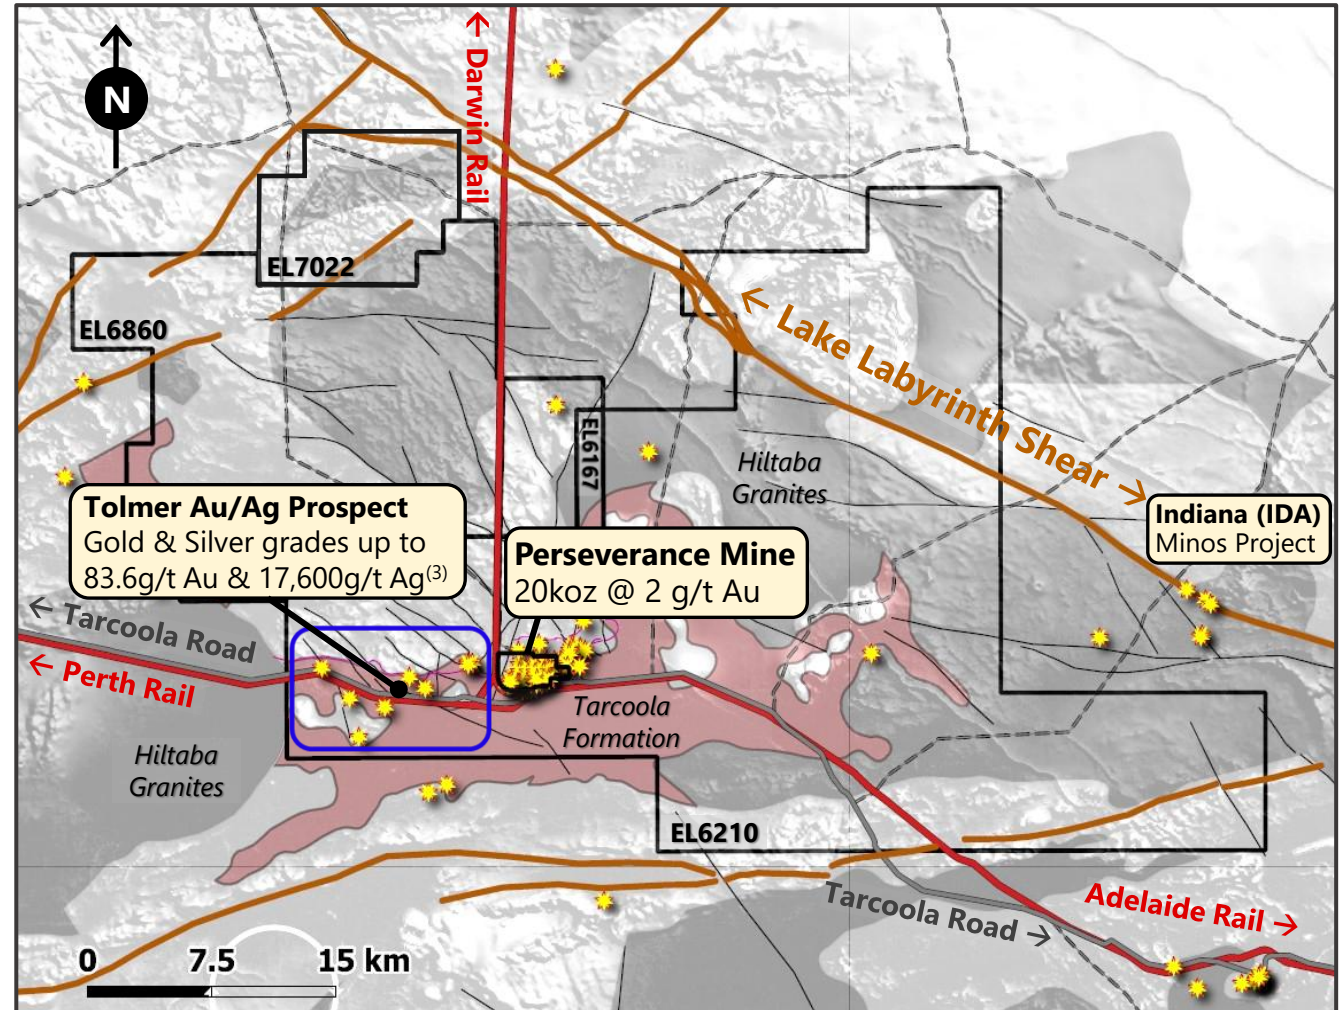 N
← Darwin Rail
EL7022
EL6860
← Lake Labyrinth Shear →
EL6167
Hiltaba
Granites
Tolmer Au/Ag Prospect
Gold & Silver grades up to
83.6g/t Au & 17,600g/t Ag(3)
Perseverance Mine
20koz @ 2 g/t Au
Indiana (IDA)
Minos Project
← Tarcoola Road
← Perth Rail
Tarcoola
Formation
Hiltaba
Granites
EL6210
Tarcoola Road →
Adelaide Rail →
0 7.5 15 km